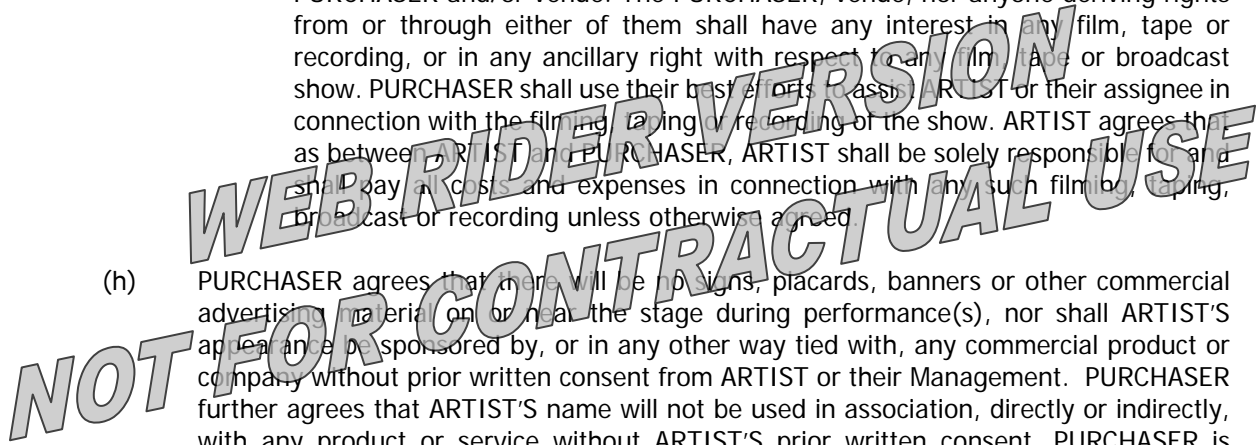 PURCHASER and/or Venue. The PURCHASER, Venue, nor anyone deriving rights
from or through either of them shall have any interest in any film, tape or
recording, or in any ancillary right with respect to any film, tape or broadcast
show. PURCHASER shall use their best efforts to assist ARTIST or their assignee in
connection with the filming, taping or recording of the show. ARTIST agrees that
as between ARTIST and PURCHASER, ARTIST shall be solely responsible for and
shall pay all costs and expenses in connection with any such filming, taping,
broadcast or recording unless otherwise agreed.
(h) PURCHASER agrees that there will be no signs, placards, banners or other commercial
advertising material on or near the stage during performance(s), nor shall ARTIST'S
appearance be sponsored by, or in any other way tied with, any commercial product or
company without prior written consent from ARTIST or their Management. PURCHASER
further agrees that ARTIST'S name will not be used in association, directly or indirectly,
with any product or service without ARTIST'S prior written consent. PURCHASER is
WEB RIDER VERSION
NOT FOR CONTRACTUAL USE